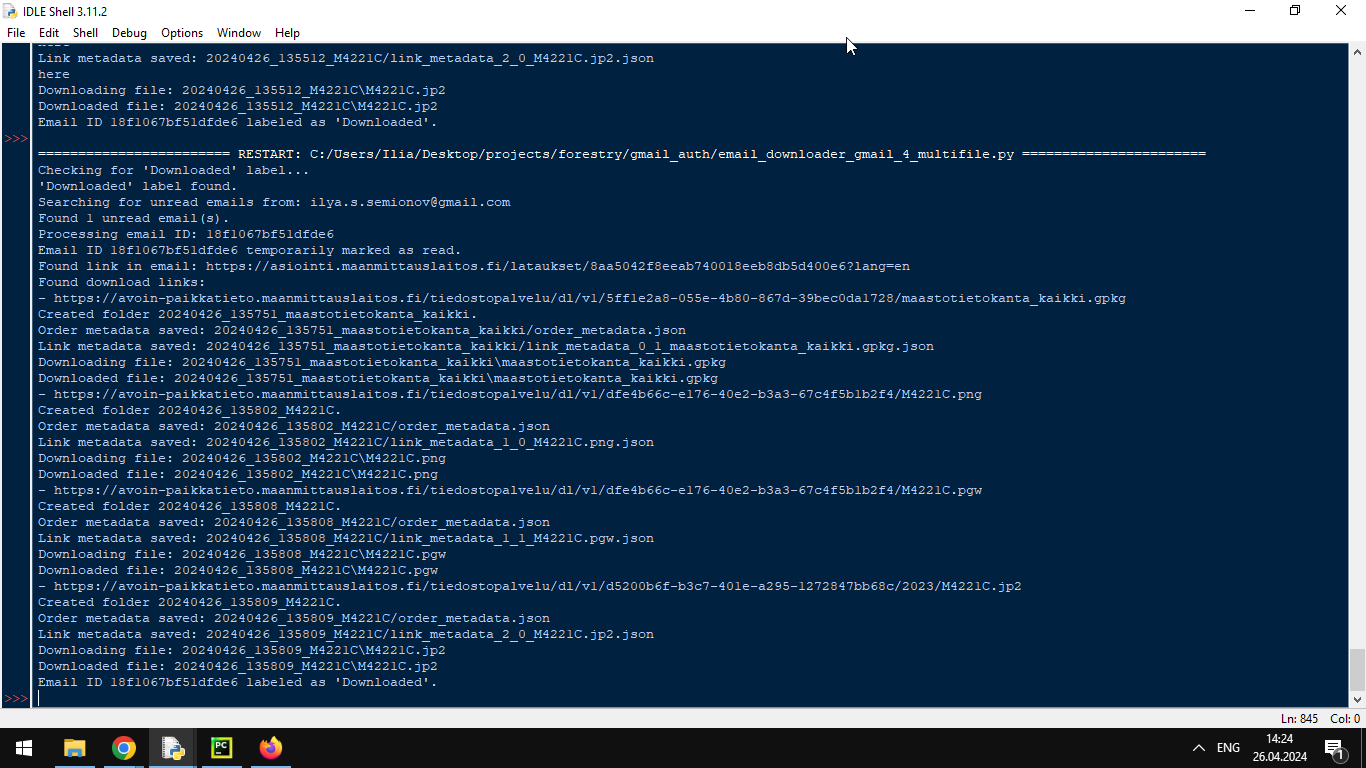 IDLE Shell 3.11.2
File Edit Shell Debug Options Window Help
Link metadata saved: 20240426_135512_M4221C/link_metadata_2_0_M4221C.jp2.json
here
Downloading file: 20240426_135512_M4221C\M4221C.jp2
Downloaded file: 20240426_135512_M4221C\M4221C.jp2
Email ID 18f1067bf51dfde6 labeled as 'Downloaded'.
>>>
======================== RESTART: C:/Users/Ilia/Desktop/projects/forestry/gmail_auth/email_downloader_gmail_4_multifile.py =======================
Checking for 'Downloaded' label...
'Downloaded' label found.
Searching for unread emails from: ilya.s.semionov@gmail.com
Found 1 unread email(s).
Processing email ID: 18f1067bf51dfde6
Email ID 18f1067bf51dfde6 temporarily marked as read.
Found link in email: https://asiointi.maanmittauslaitos.fi/lataukset/8aa5042f8eeab740018eeb8db5d400e6?lang=en
Found download links:
- https://avoin-paikkatieto.maanmittauslaitos.fi/tiedostopalvelu/dl/v1/5ff1e2a8-055e-4b80-867d-39bec0da1728/maastotietokanta_kaikki.gpkg
Created folder 20240426_135751_maastotietokanta_kaikki.
Order metadata saved: 20240426_135751_maastotietokanta_kaikki/order_metadata.json
Link metadata saved: 20240426_135751_maastotietokanta_kaikki/link_metadata_0_1_maastotietokanta_kaikki.gpkg.json
Downloading file: 20240426_135751_maastotietokanta_kaikki\maastotietokanta_kaikki.gpkg
Downloaded file: 20240426_135751_maastotietokanta_kaikki\maastotietokanta_kaikki.gpkg
- https://avoin-paikkatieto.maanmittauslaitos.fi/tiedostopalvelu/dl/v1/dfe4b66c-e176-40e2-b3a3-67c4f5b1b2f4/M4221C.png
Created folder 20240426_135802_M4221C.
Order metadata saved: 20240426_135802_M4221C/order_metadata.json
Link metadata saved: 20240426_135802_M4221C/link_metadata_1_0_M4221C.png.json
Downloading file: 20240426_135802_M4221C\M4221C.png
Downloaded file: 20240426_135802_M4221C\M4221C.png
- https://avoin-paikkatieto.maanmittauslaitos.fi/tiedostopalvelu/dl/v1/dfe4b66c-e176-40e2-b3a3-67c4f5b1b2f4/M4221C.pgw
Created folder 20240426_135808_M4221C.
Order metadata saved: 20240426_135808_M4221C/order_metadata.json
Link metadata saved: 20240426_135808_M4221C/link_metadata_1_1_M4221C.pgw.json
Downloading file: 20240426_135808_M4221C\M4221C.pgw
Downloaded file: 20240426_135808_M4221C\M4221C.pgw
- https://avoin-paikkatieto.maanmittauslaitos.fi/tiedostopalvelu/dl/v1/d5200b6f-b3c7-401e-a295-1272847bb68c/2023/M4221C.jp2
Created folder 20240426_135809_M4221C.
Order metadata saved: 20240426_135809_M4221C/order_metadata.json
Link metadata saved: 20240426_135809_M4221C/link_metadata_2_0_M4221C.jp2.json
Downloading file: 20240426_135809_M4221C\M4221C.jp2
Downloaded file: 20240426_135809_M4221C\M4221C.jp2
Email ID 18f1067bf51dfde6 labeled as 'Downloaded'.
>>>
Ln: 845 Col: 0
PC
ENG
14:24
26.04.2024
1